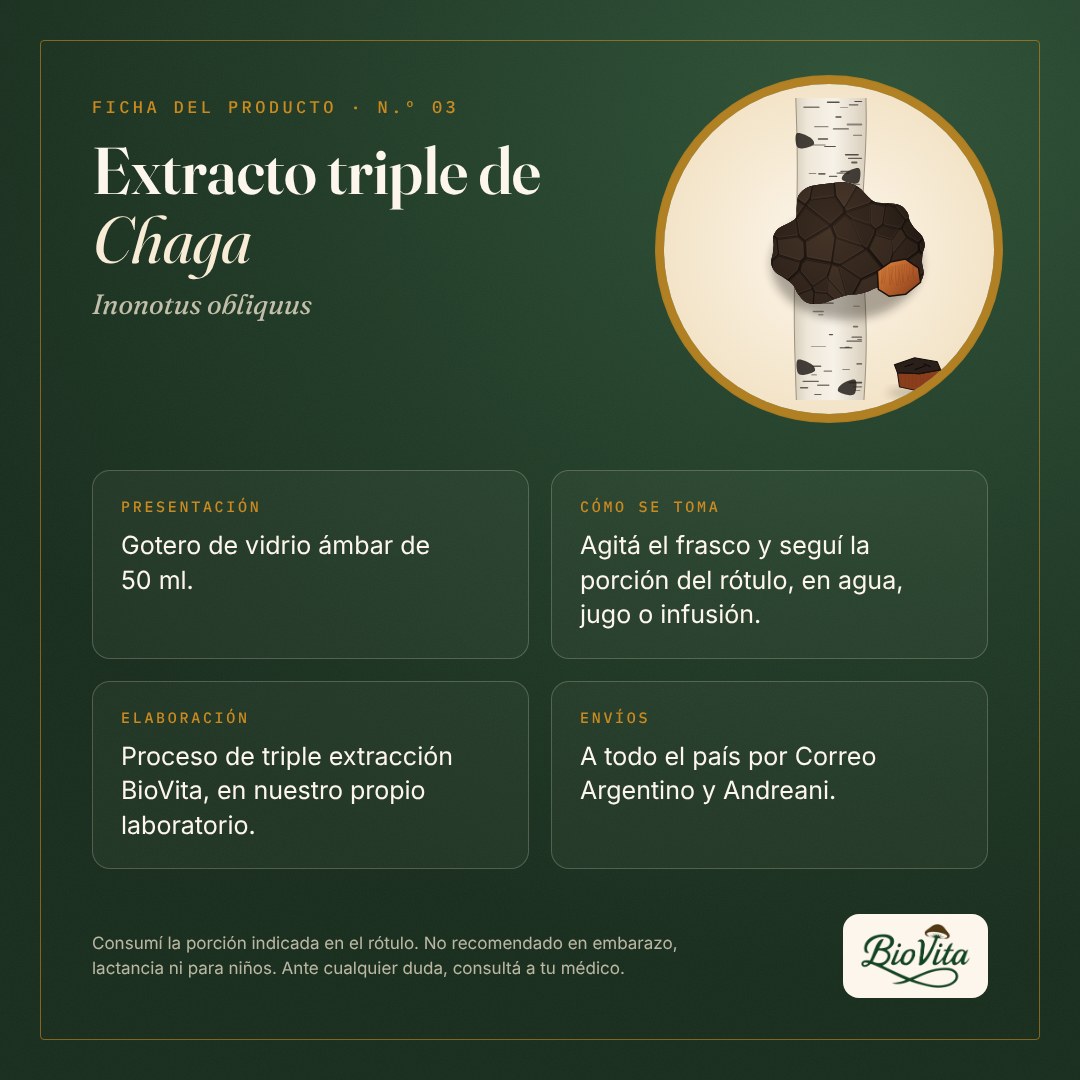 FICHA DEL PRODUCTO · N.º 03
Extracto triple de
Chaga
Inonotus obliquus
PRESENTACIÓN
Gotero de vidrio ámbar de
50 ml.
CÓMO SE TOMA
Agitá el frasco y seguí la
porción del rótulo, en agua,
jugo o infusión.
ELABORACIÓN
Proceso de triple extracción
BioVita, en nuestro propio
laboratorio.
ENVÍOS
A todo el país por Correo
Argentino y Andreani.
Consumí la porción indicada en el rótulo. No recomendado en embarazo,
lactancia ni para niños. Ante cualquier duda, consultá a tu médico.
BioVita